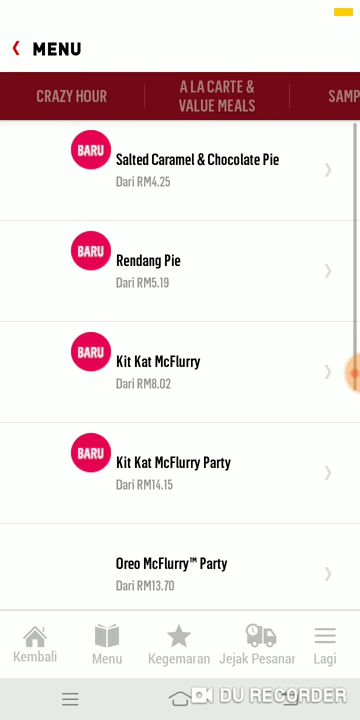 MENU
CRAZY HOUR
A LA CARTE &
VALUE MEALS
SAMP
BARU
Salted Caramel & Chocolate Pie
Dari RM4.25
BARU
Rendang Pie
Dari RM5.19
BARU
Kit Kat McFlurry
Dari RM8.02
BARU
Kit Kat McFlurry Party
Dari RM14.15
Oreo McFlurry™ Party
Dari RM13.70
Kembali
Menu
Kegemaran
Jejak Pesanan
Lagi
DU RECORDER